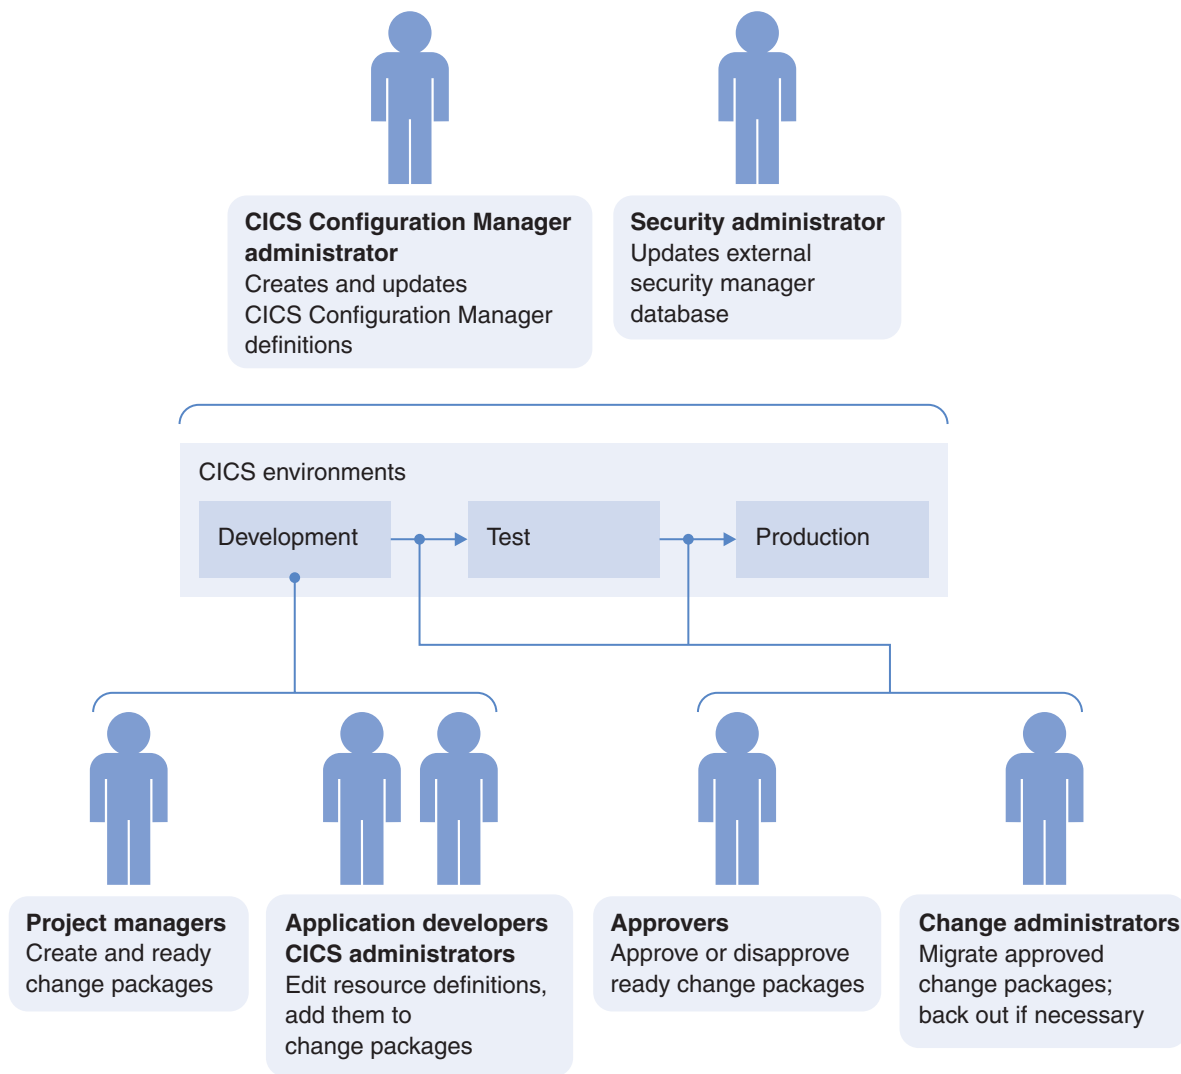 CICS Configuration Manager
administrator
Creates and updates
CICS Configuration Manager
definitions
Security administrator
Updates external
security manager
database
CICS environments
Development
Test
Production
Project managers
Create and ready
change packages
Application developers
CICS administrators
Edit resource definitions,
add them to
change packages
Approvers
Approve or disapprove
ready change packages
Change administrators
Migrate approved
change packages;
back out if necessary